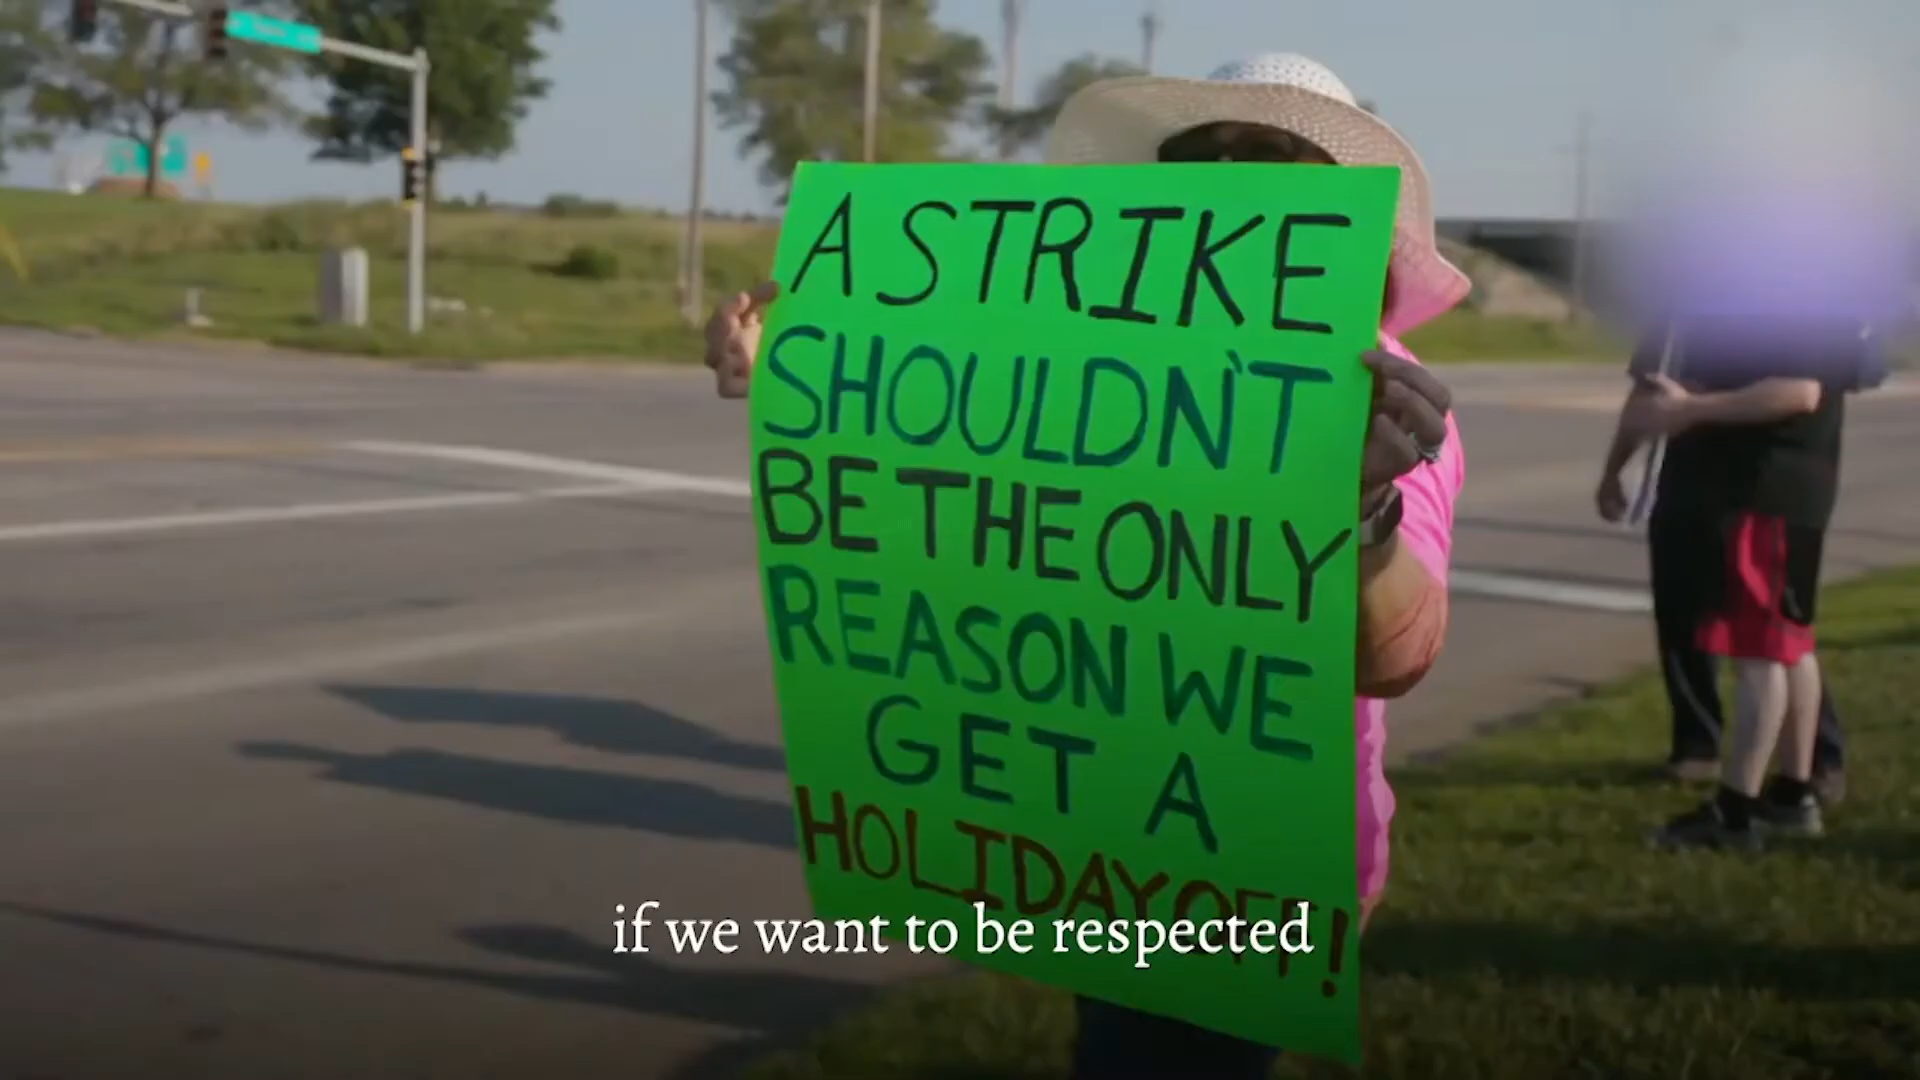 A STRIKE
SHOULDN'T
BE THE ONLY
REASON WE
GET A
HOLIDAY OFF!
if we want to be respected